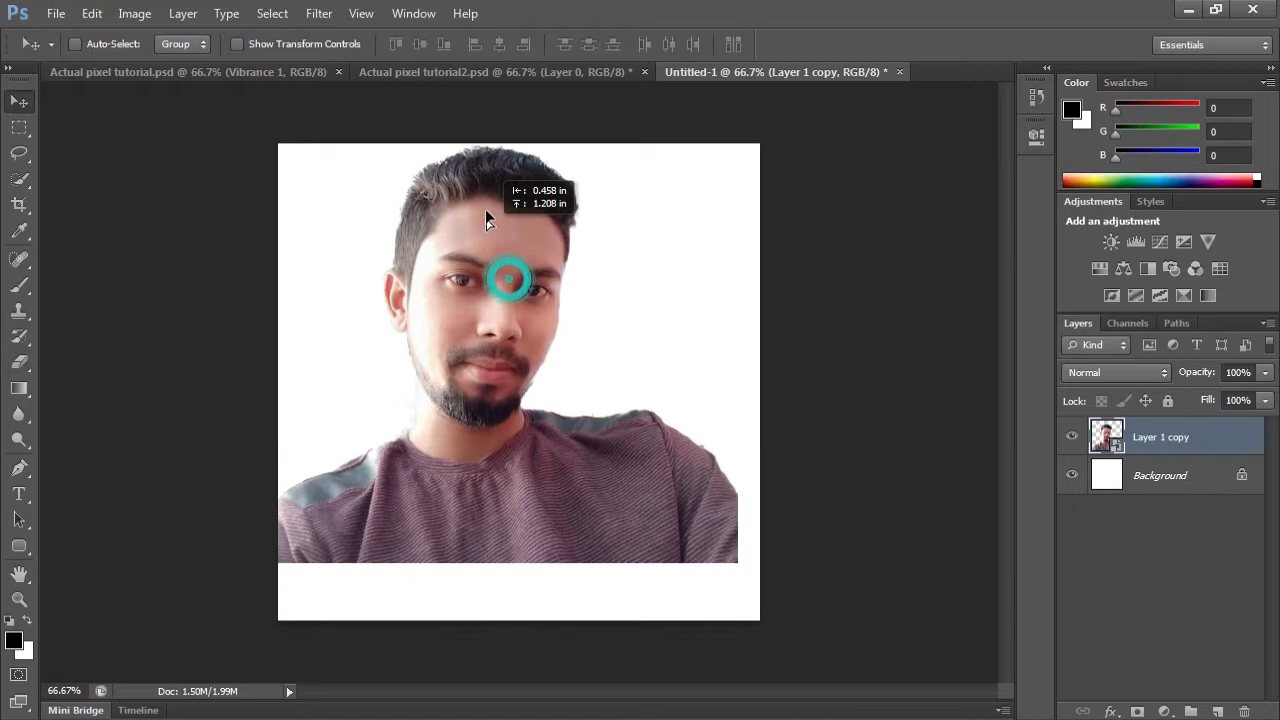 Ps File Edit Image Layer Type Select Filter View Window Help
Auto-Select: Group Show Transform Controls Essentials
Actual pixel tutorial.psd @ 66.7% (Vibrance 1, RGB/8) × Actual pixel tutorial2.psd @ 66.7% (Layer 0, RGB/8) * × Untitled-1 @ 66.7% (Layer 1 copy, RGB/8) * ×
Color Swatches
R 0
G 0
B 0
0.458 in
1.208 in
Adjustments Styles
Add an adjustment
Layers Channels Paths
Kind
Normal Opacity: 100%
Lock: Fill: 100%
Layer 1 copy
Background
66.67% Doc: 1.50M/1.99M
Mini Bridge Timeline